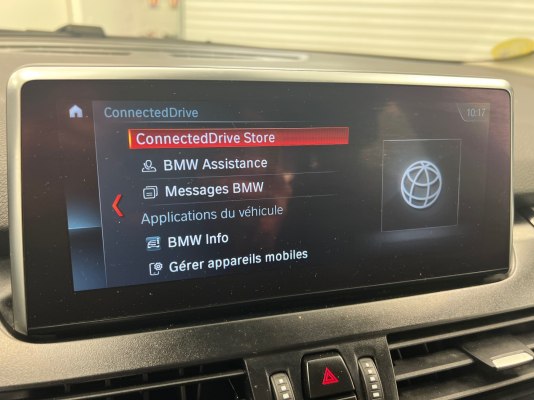 ConnectedDrive
10:17
ConnectedDrive Store
BMW Assistance
Messages BMW
Applications du véhicule
BMW Info
Gérer appareils mobiles